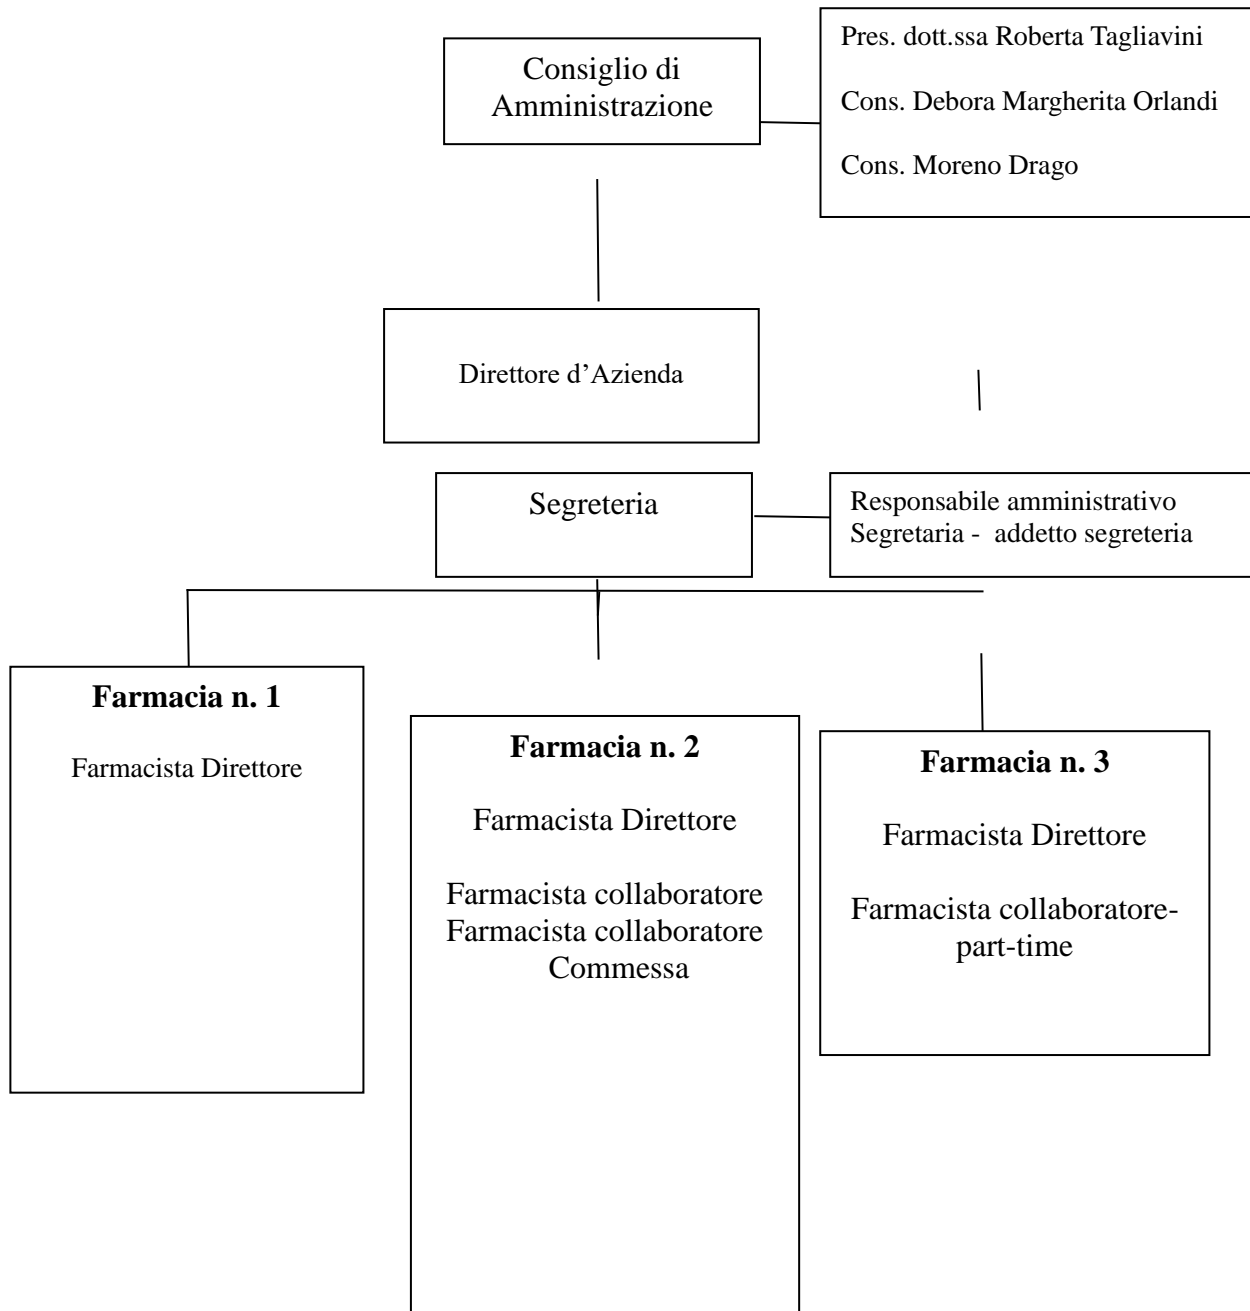 Consiglio di
Amministrazione
Pres. dott.ssa Roberta Tagliavini
Cons. Debora Margherita Orlandi
Cons. Moreno Drago
Direttore d’Azienda
Segreteria
Responsabile amministrativo
Segretaria -  addetto segreteria
Farmacia n. 1
Farmacista Direttore
Farmacia n. 2
Farmacista Direttore
Farmacista collaboratore
Farmacista collaboratore
Commessa
Farmacia n. 3
Farmacista Direttore
Farmacista collaboratore-
part-time